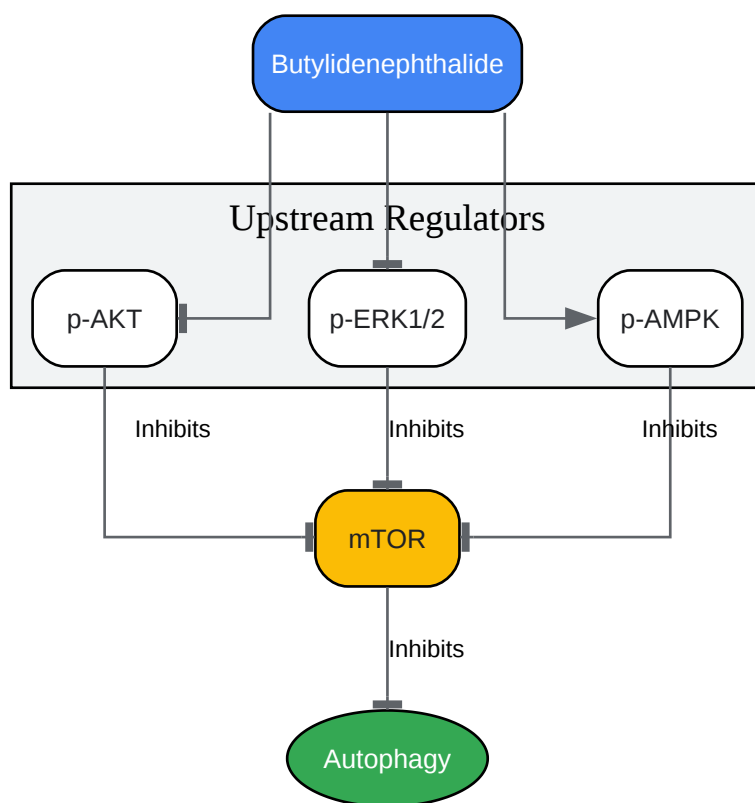 Butylidenephthalide
Upstream Regulators
p-AKT
p-ERK1/2
p-AMPK
Inhibits
Inhibits
Inhibits
mTOR
Inhibits
Autophagy